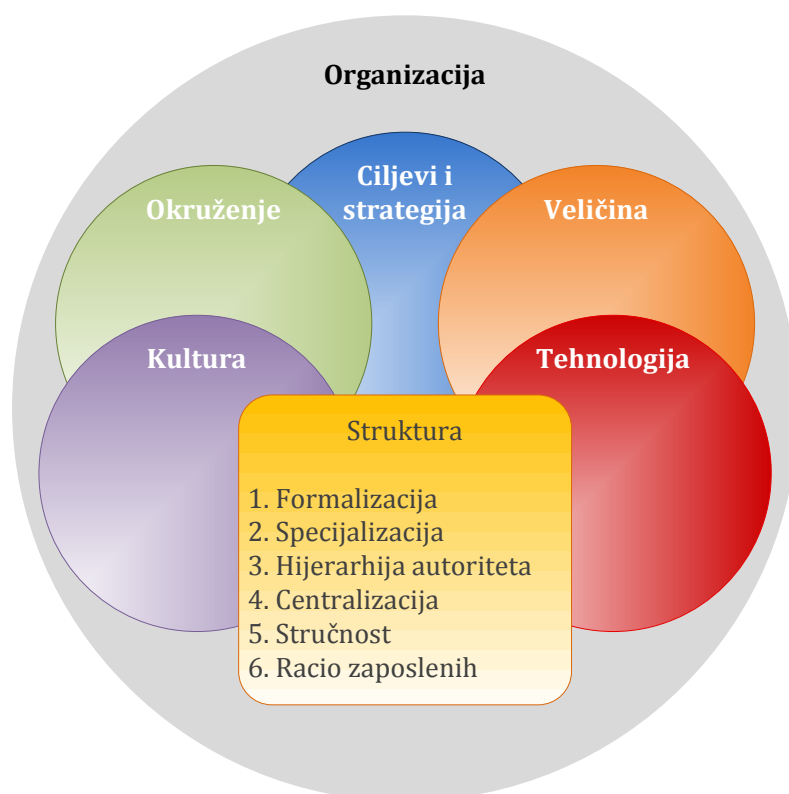 Organizacija
Ciljevi i
strategija
Okruženje
Veličina
Kultura
Tehnologija
Struktura
1. Formalizacija
2. Specijalizacija
3. Hijerarhija autoriteta
4. Centralizacija
5. Stručnost
6. Racio zaposlenih